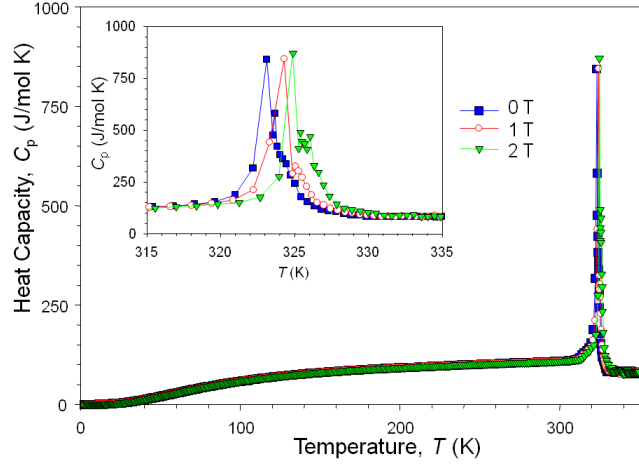 1000
750
500
250
0
Heat Capacity, Cp (J/mol K)
0
100
200
300
Temperature, T (K)
1000
750
500
250
0
Cp (J/mol K)
315
320
325
330
335
T (K)
0 T
1 T
2 T